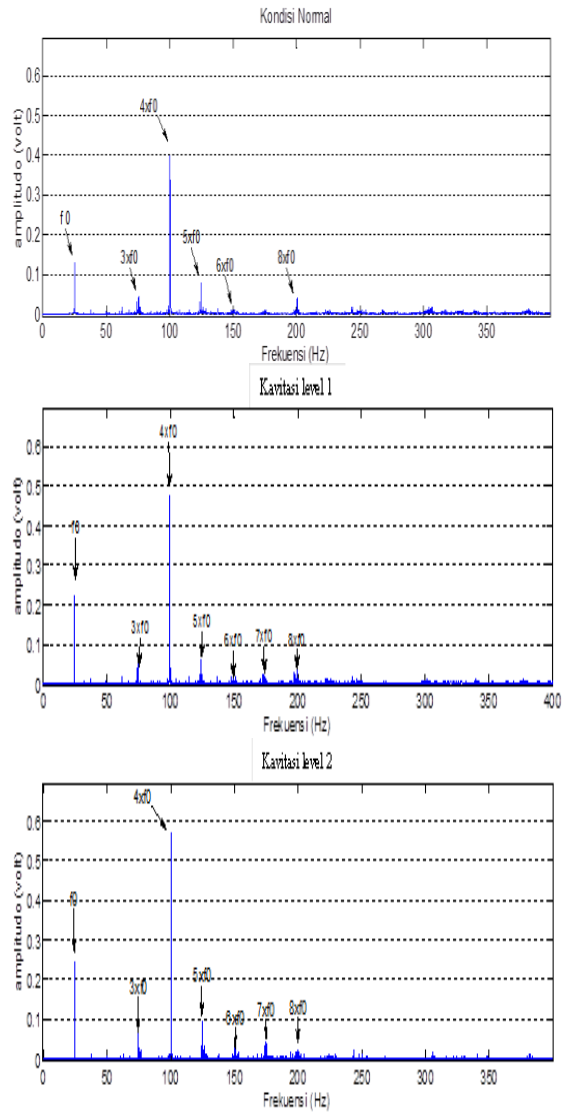 Kondisi Normal
amplitudo (volt)
0.6
0.5
0.4
0.3
0.2
0.1
0
f0
3xf0
4xf0
5xf0
6xf0
8xf0
0 50 100 150 200 250 300 350
Frekuensi (Hz)
Kavitasi level 1
amplitudo (volt)
0.6
0.5
0.4
0.3
0.2
0.1
0
f0
3xf0
4xf0
5xf0
6xf0
7xf0
8xf0
0 50 100 150 200 250 300 350 400
Frekuensi (Hz)
Kavitasi level 2
amplitudo (volt)
0.6
0.5
0.4
0.3
0.2
0.1
0
f0
3xf0
4xf0
5xf0
6xf0
7xf0
8xf0
0 50 100 150 200 250 300 350
Frekuensi (Hz)